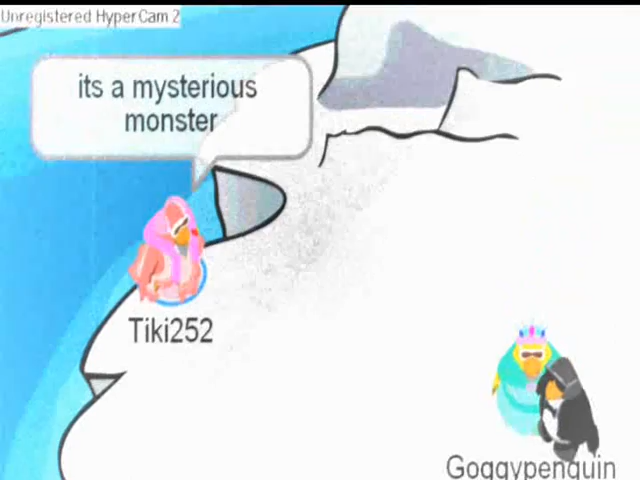 Unregistered HyperCam 2
its a mysterious
monster
Tiki252
Goggypenguin